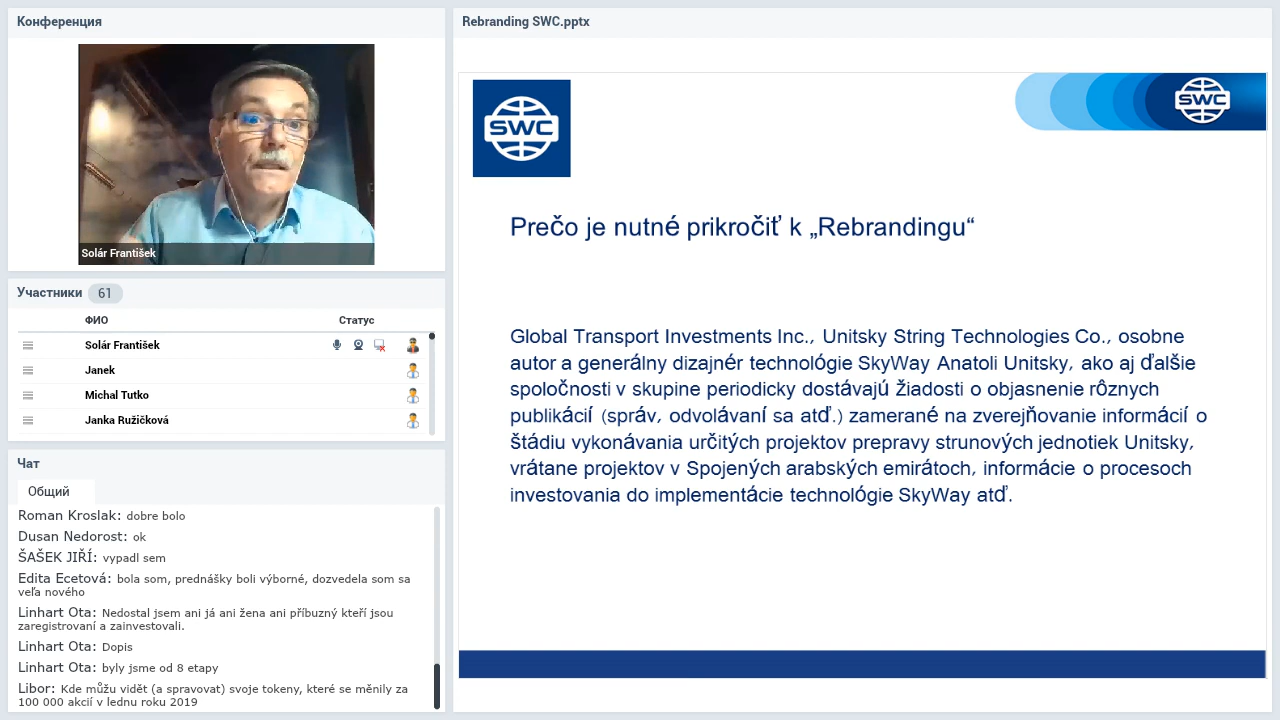 Конференция
Solár František
Участники 61
ФИО Статус
Solár František
Janek
Michal Tutko
Janka Ružičková
Чат
Общий
Roman Kroslak: dobre bolo
Dusan Nedorost: ok
ŠAŠEK JIŘÍ: vypadl sem
Edita Ecetová: bola som, prednášky boli výborné, dozvedela som sa
veľa nového
Linhart Ota: Nedostal jsem ani já ani žena ani příbuzný kteří jsou
zaregistrovaní a zainvestovali.
Linhart Ota: Dopis
Linhart Ota: byly jsme od 8 etapy
Libor: Kde můžu vidět (a spravovat) svoje tokeny, které se měnily za
100 000 akcií v lednu roku 2019
Rebranding SWC.pptx
SWC
SWC
Prečo je nutné prikročiť k „Rebrandingu“
Global Transport Investments Inc., Unitsky String Technologies Co., osobne
autor a generálny dizajnér technológie SkyWay Anatoli Unitsky, ako aj ďalšie
spoločnosti v skupine periodicky dostávajú žiadosti o objasnenie rôznych
publikácií (správ, odvolávaní sa atď.) zamerané na zverejňovanie informácií o
štádiu vykonávania určitých projektov prepravy strunových jednotiek Unitsky,
vrátane projektov v Spojených arabských emirátoch, informácie o procesoch
investovania do implementácie technológie SkyWay atď.